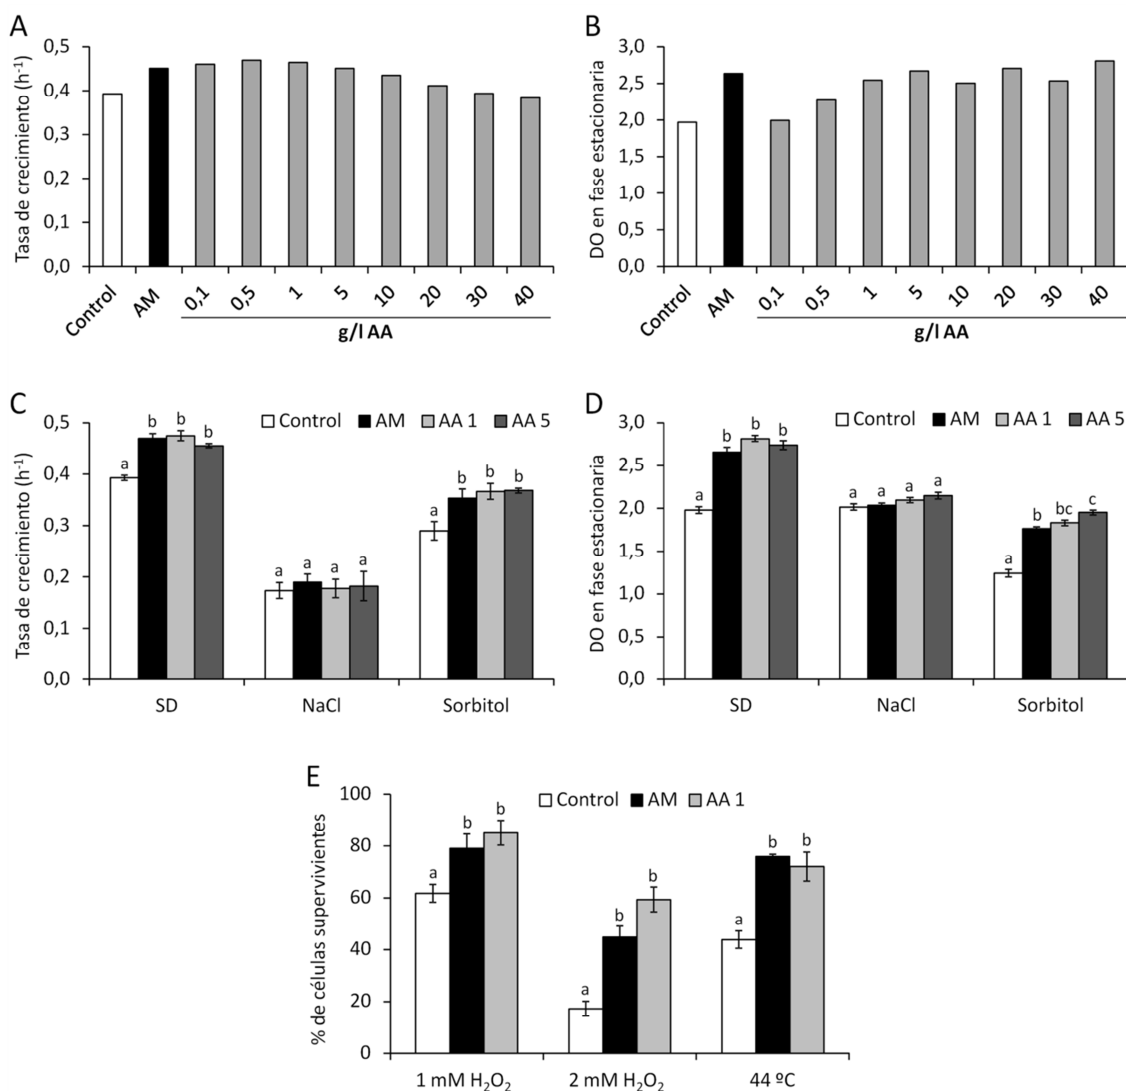 A
Tasa de crecimiento (h-1)
0,5
0,4
0,3
0,2
0,1
0,0
Control
AM
0,1
0,5
1
5
10
20
30
40
g/l AA
B
DO en fase estacionaria
3,0
2,5
2,0
1,5
1,0
0,5
0,0
Control
AM
0,1
0,5
1
5
10
20
30
40
g/l AA
C
Tasa de crecimiento (h-1)
0,5
0,4
0,3
0,2
0,1
0,0
Control AM AA 1 AA 5
a b b b
a a a a
a b b b
SD NaCl Sorbitol
D
DO en fase estacionaria
3,0
2,5
2,0
1,5
1,0
0,5
0,0
Control AM AA 1 AA 5
a b b b
a a a a
a b bc c
SD NaCl Sorbitol
E
% de células supervivientes
100
80
60
40
20
0
Control AM AA 1
a b b
a b b
a b b
1 mM H2O2 2 mM H2O2 44 ºC